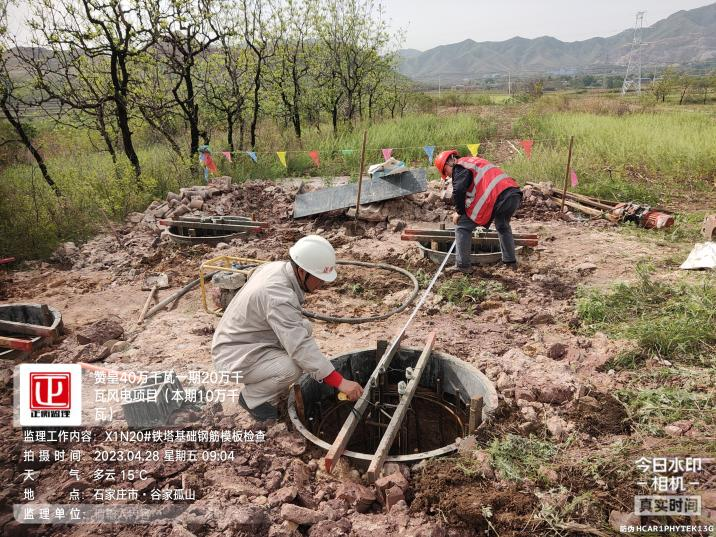 正风监理
赞皇40万千瓦一期20万千
瓦风电项目（本期10万千
瓦）
监理工作内容：X1N20#铁塔基础钢筋模板检查
拍摄时间：2023.04.28 星期五 09:04
天气：多云 15℃
地点：石家庄市·谷家孤山
监理单位：
今日水印
相机
真实时间
防伪 HCAR1PHYTEK13G